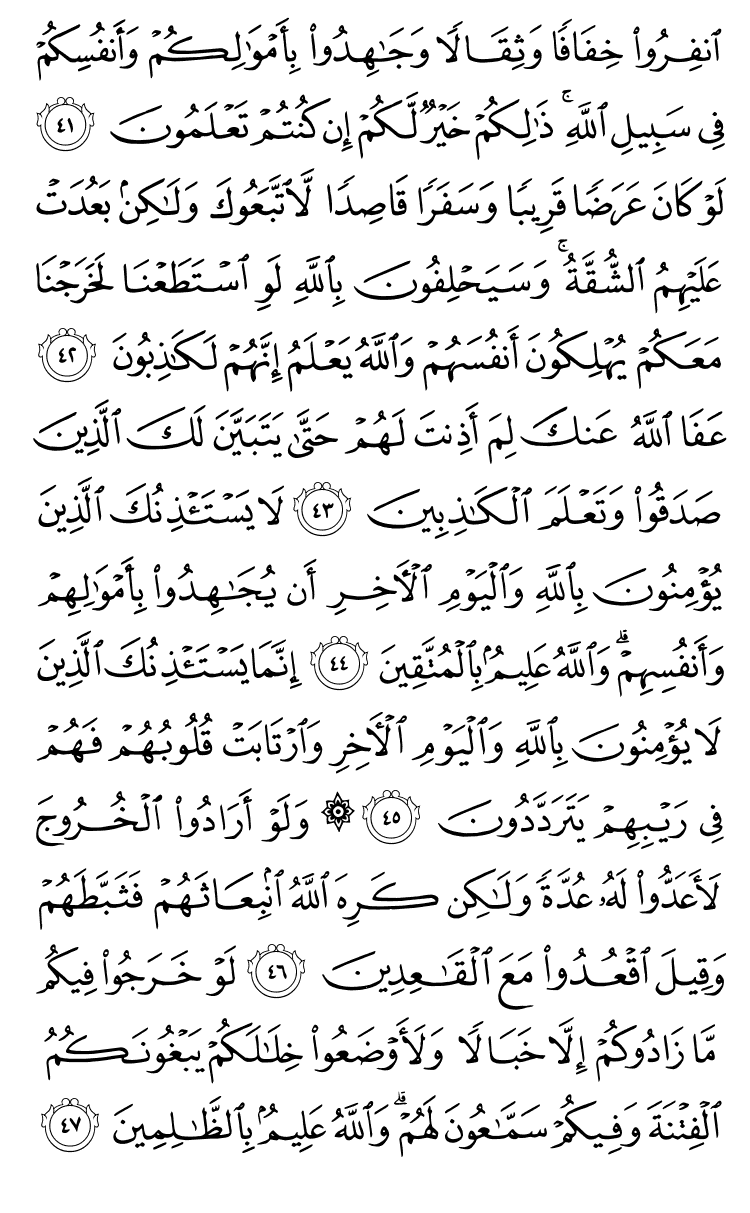 ٱنفِرُوا۟ خِفَافًا وَثِقَالًا وَجَٰهِدُوا۟ بِأَمْوَٰلِكُمْ وَأَنفُسِكُمْ
فِى سَبِيلِ ٱللَّهِ ۚ ذَٰلِكُمْ خَيْرٌ لَّكُمْ إِن كُنتُمْ تَعْلَمُونَ ٤١
لَوْ كَانَ عَرَضًا قَرِيبًا وَسَفَرًا قَاصِدًا لَّٱتَّبَعُوكَ وَلَٰكِنۢ بَعُدَتْ
عَلَيْهِمُ ٱلشُّقَّةُ ۚ وَسَيَحْلِفُونَ بِٱللَّهِ لَوِ ٱسْتَطَعْنَا لَخَرَجْنَا
مَعَكُمْ يُهْلِكُونَ أَنفُسَهُمْ وَٱللَّهُ يَعْلَمُ إِنَّهُمْ لَكَٰذِبُونَ ٤٢
عَفَا ٱللَّهُ عَنكَ لِمَ أَذِنتَ لَهُمْ حَتَّىٰ يَتَبَيَّنَ لَكَ ٱلَّذِينَ
صَدَقُوا۟ وَتَعْلَمَ ٱلْكَٰذِبِينَ ٤٣ لَا يَسْتَـْٔذِنُكَ ٱلَّذِينَ
يُؤْمِنُونَ بِٱللَّهِ وَٱلْيَوْمِ ٱلْءَاخِرِ أَن يُجَٰهِدُوا۟ بِأَمْوَٰلِهِمْ
وَأَنفُسِهِمْ ۗ وَٱللَّهُ عَلِيمٌۢ بِٱلْمُتَّقِينَ ٤٤ إِنَّمَا يَسْتَـْٔذِنُكَ ٱلَّذِينَ
لَا يُؤْمِنُونَ بِٱللَّهِ وَٱلْيَوْمِ ٱلْءَاخِرِ وَٱرْتَابَتْ قُلُوبُهُمْ فَهُمْ
فِى رَيْبِهِمْ يَتَرَدَّدُونَ ٤٥ ۞ وَلَوْ أَرَادُوا۟ ٱلْخُرُوجَ
لَأَعَدُّوا۟ لَهُۥ عُدَّةً وَلَٰكِن كَرِهَ ٱللَّهُ ٱنۢبِعَاثَهُمْ فَثَبَّطَهُمْ
وَقِيلَ ٱقْعُدُوا۟ مَعَ ٱلْقَٰعِدِينَ ٤٦ لَوْ خَرَجُوا۟ فِيكُم
مَّا زَادُوكُمْ إِلَّا خَبَالًا وَلَأَوْضَعُوا۟ خِلَٰلَكُمْ يَبْغُونَكُمُ
ٱلْفِتْنَةَ وَفِيكُمْ سَمَّٰعُونَ لَهُمْ ۗ وَٱللَّهُ عَلِيمٌۢ بِٱلظَّٰلِمِينَ ٤٧